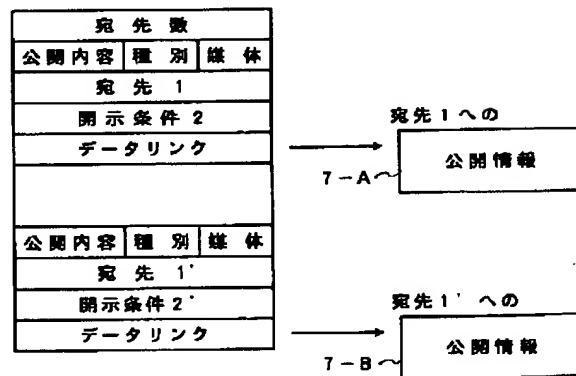 宛先数
公開内容 種別 媒体
宛先1
開示条件2
データリンク
宛先1への
7-A 公開情報
公開内容 種別 媒体
宛先1'
開示条件2'
データリンク
宛先1'への
7-B 公開情報